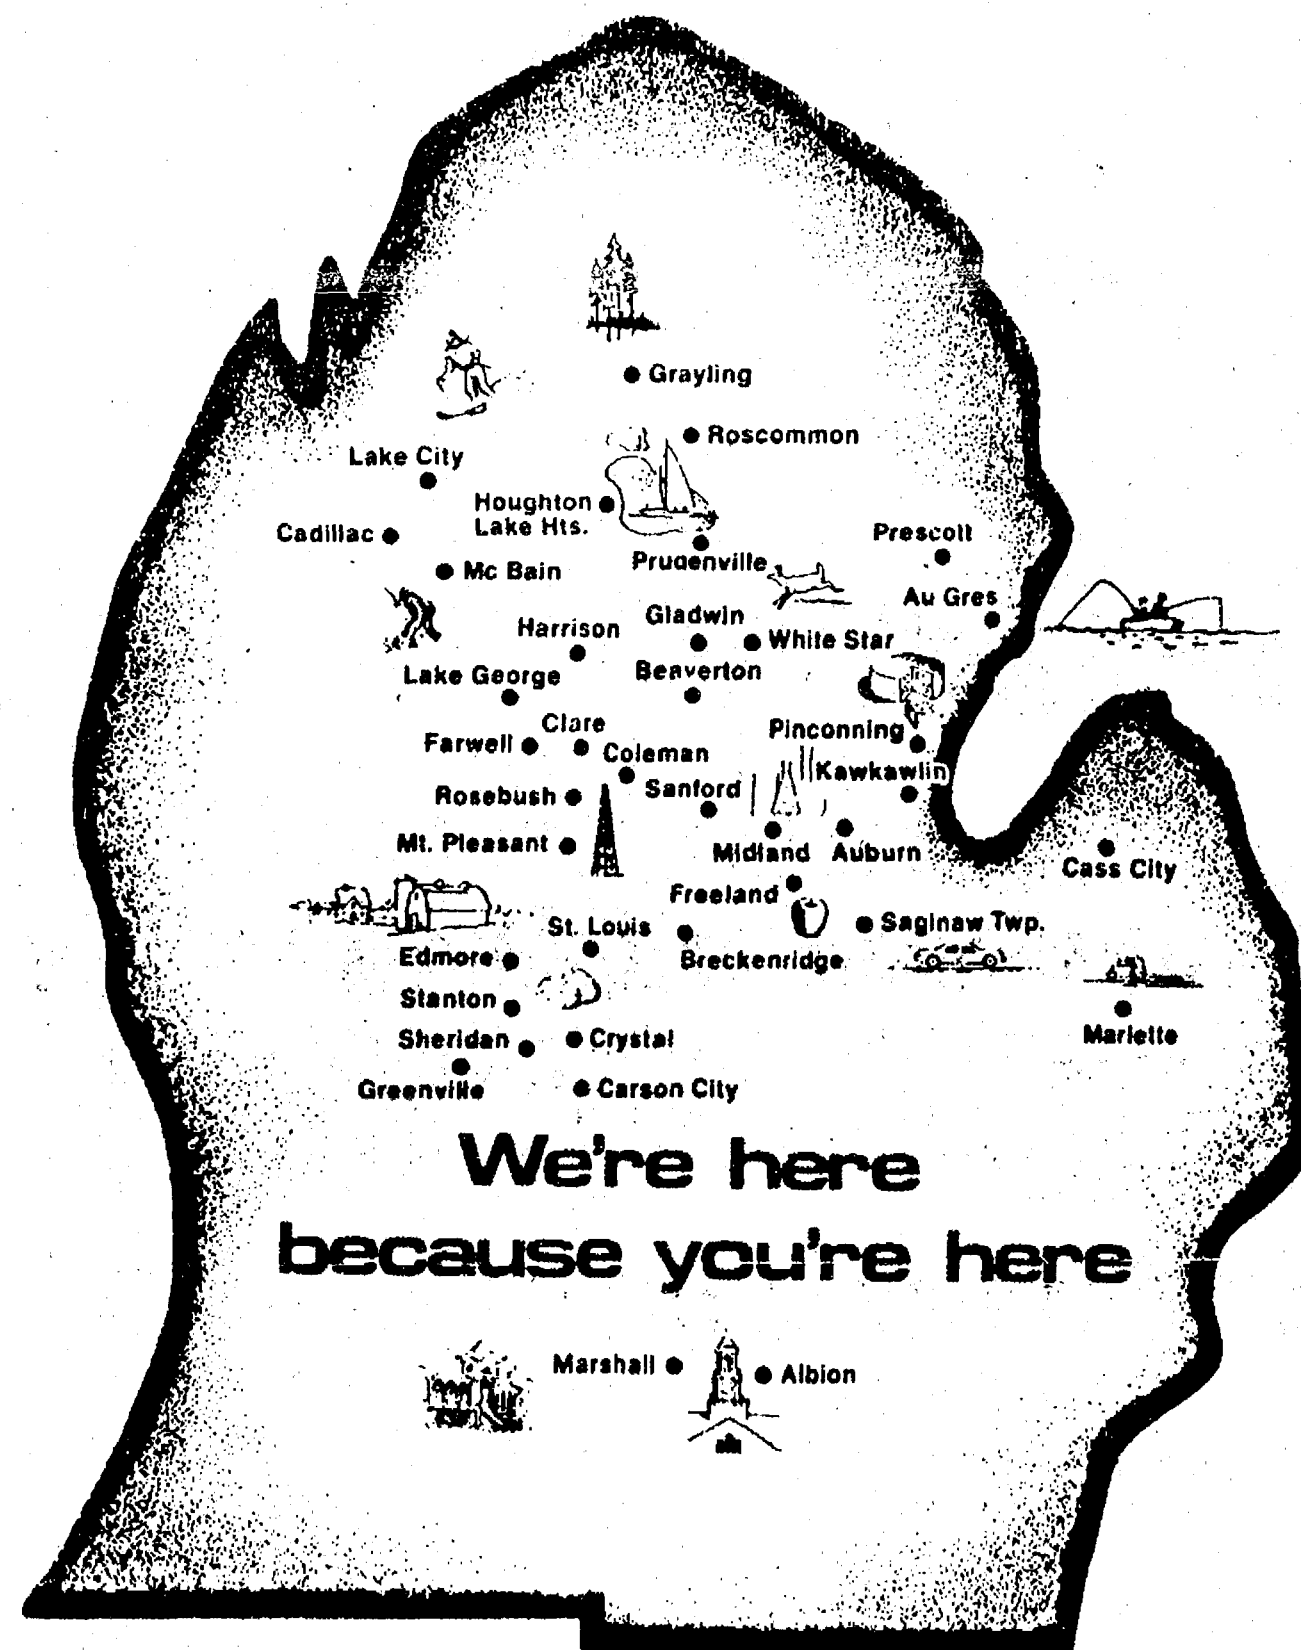 Grayling
Roscommon
Lake City
Houghton
Lake Hts.
Cadillac
Prescott
Prudenville
Mc Bain
Au Gres
Gladwin
Harrison
White Star
Lake George
Beaverton
Clare
Pinconning
Farwell
Coleman
Kawkawlin
Sanford
Rosebush
Mt. Pleasant
Midland
Auburn
Cass City
Freeland
St. Louis
Saginaw Twp.
Edmore
Breckenridge
Stanton
Marlette
Sheridan
Crystal
Greenville
Carson City
We're here
because you're here
Marshall
Albion